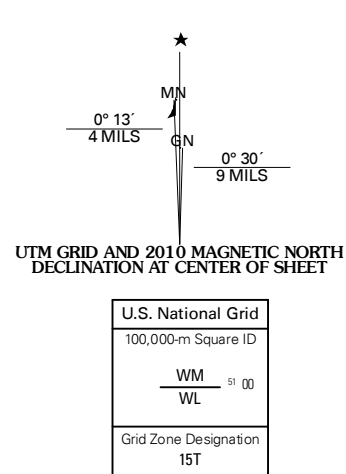 ★
MN
0° 13´
4 MILS
GN
0° 30´
9 MILS
UTM GRID AND 2010 MAGNETIC NORTH
DECLINATION AT CENTER OF SHEET
U.S. National Grid
100,000-m Square ID
WM
51 00
WL
Grid Zone Designation
15T